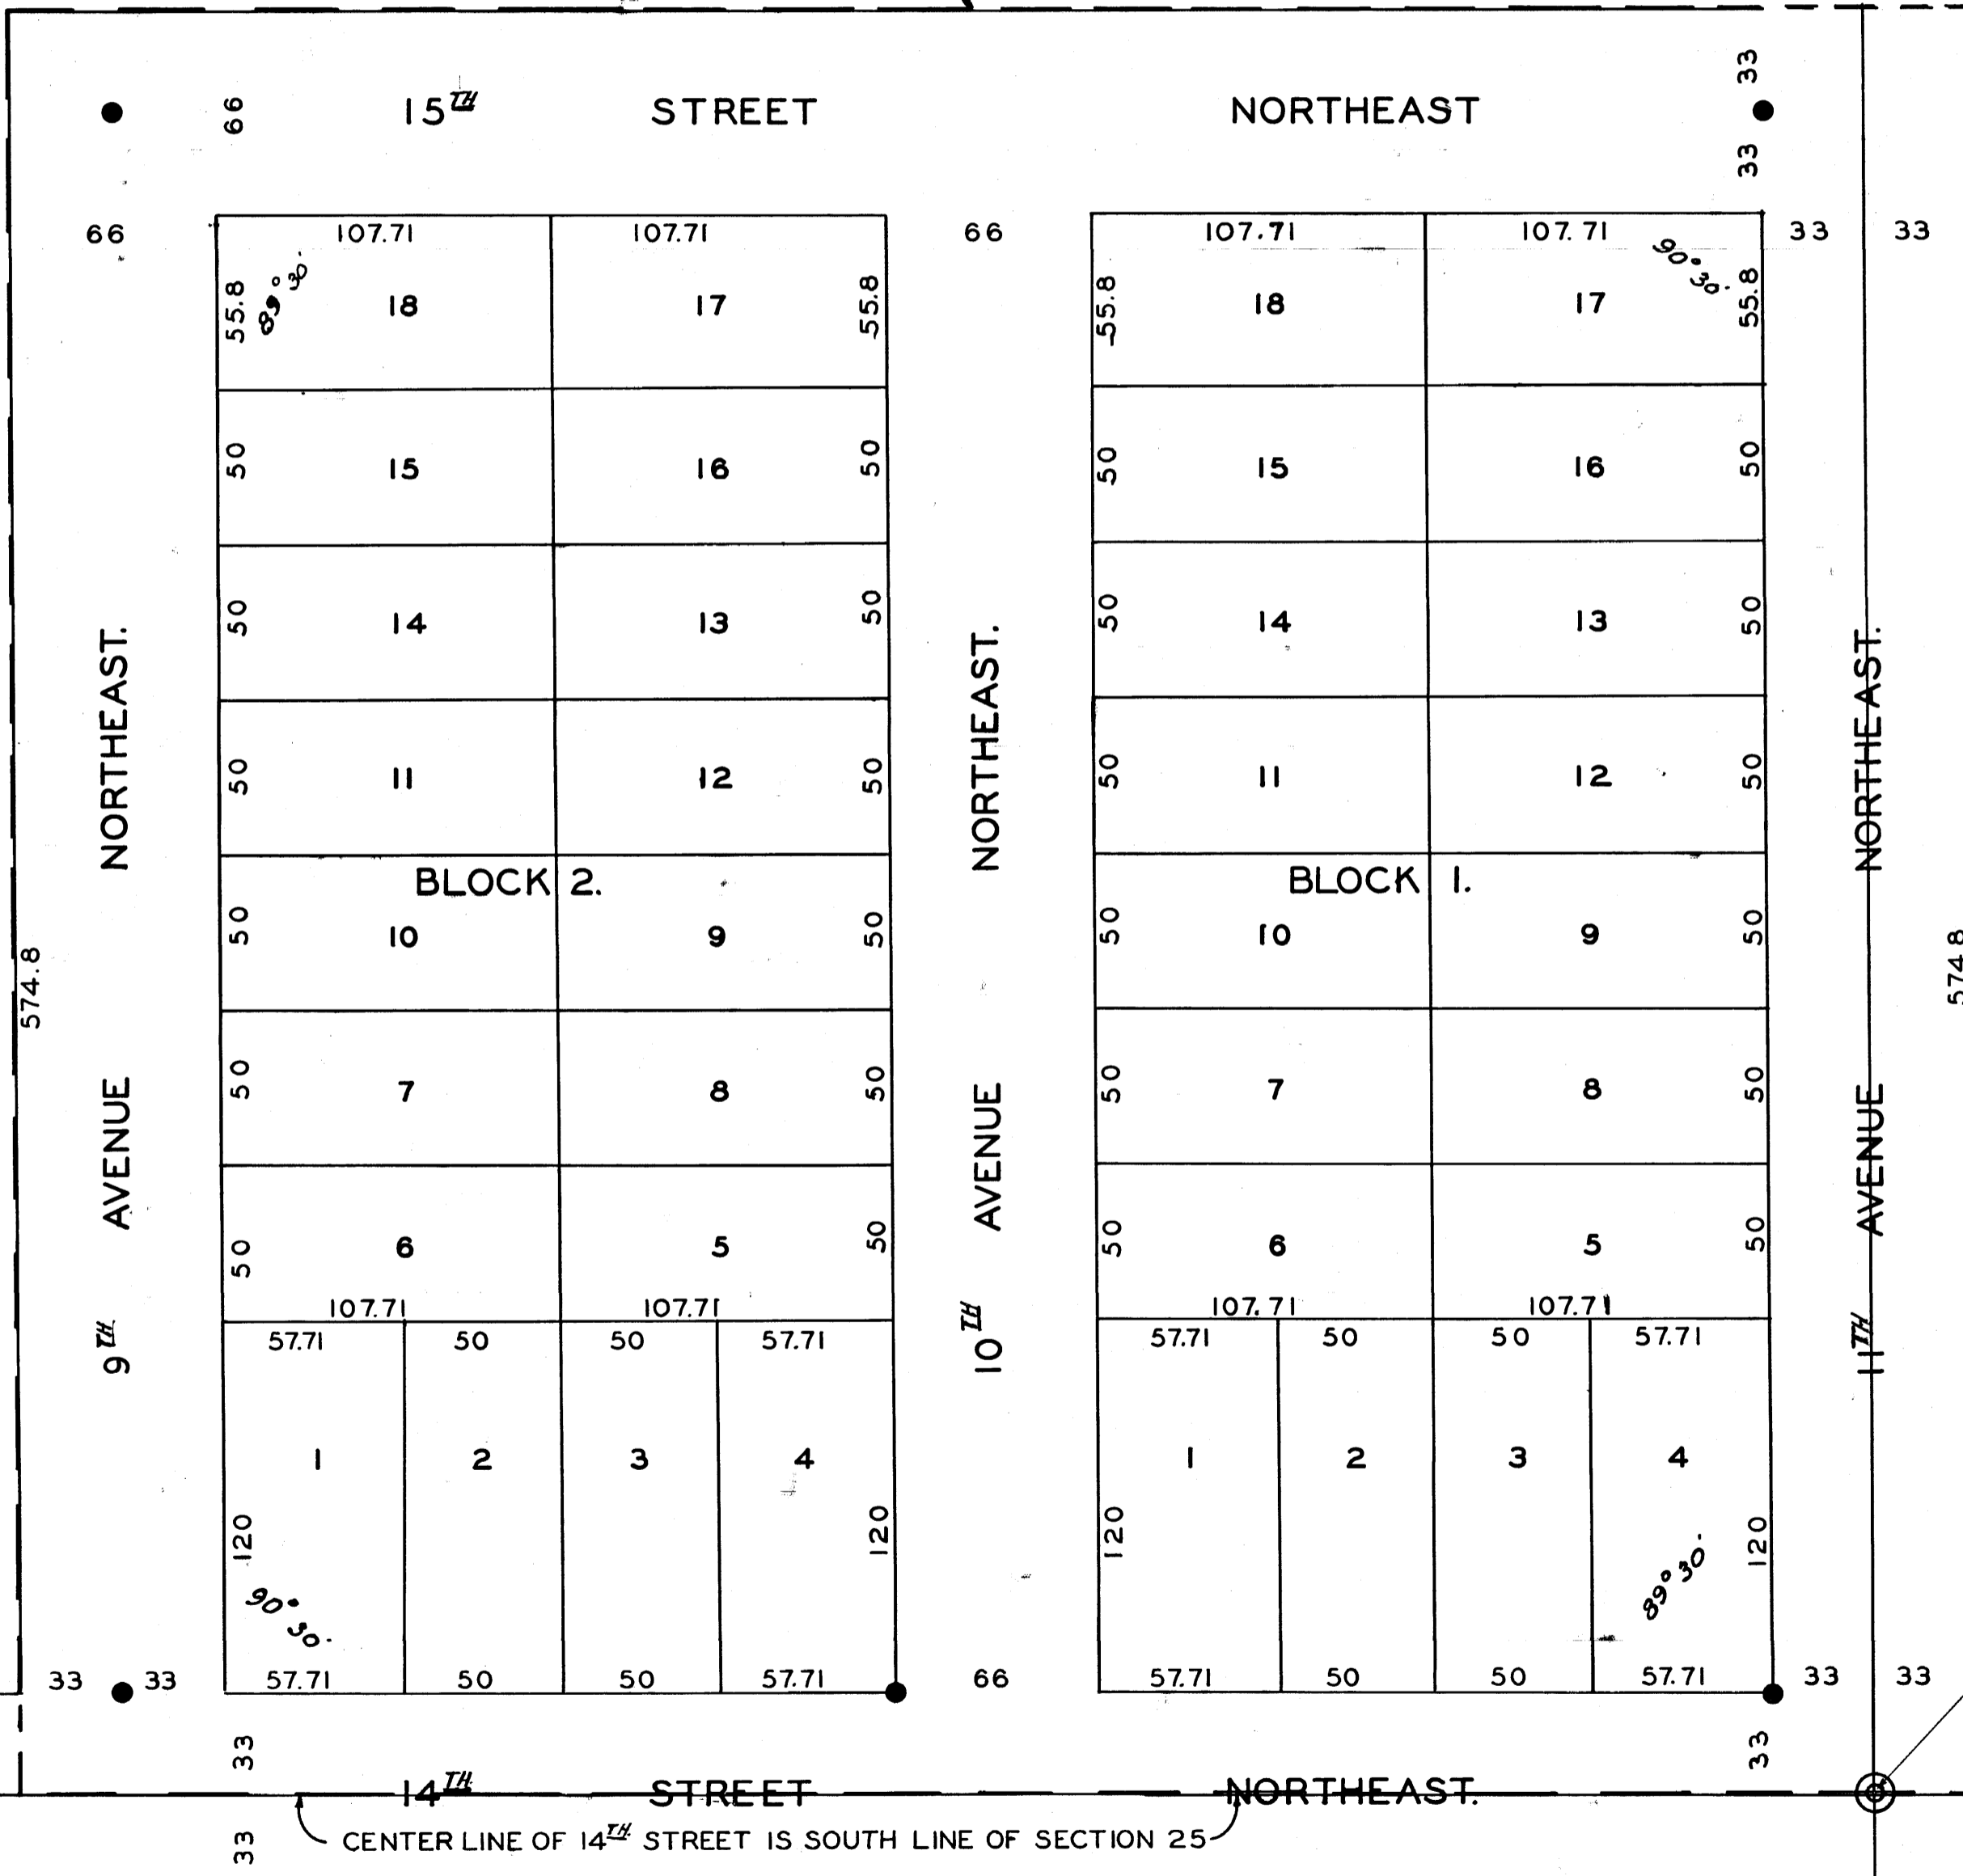 15TH STREET NORTHEAST
66 33
33
66 107.71 107.71 66 107.71 107.71 33 33
89° 30' 90° 30'
55.8 18 17 55.8 55.8 18 17 55.8
50 15 16 50 50 15 16 50
50 14 13 50 50 14 13 50
50 11 12 50 50 11 12 50
BLOCK 2. BLOCK 1.
50 10 9 50 50 10 9 50
574.8 574.8
50 7 8 50 50 7 8 50
50 6 5 50 50 6 5 50
107.71 107.71 107.71 107.71
57.71 50 50 57.71 57.71 50 50 57.71
9TH AVENUE NORTHEAST.
10TH AVENUE NORTHEAST.
11TH AVENUE NORTHEAST.
1 2 3 4 1 2 3 4
120 120 120 120
90° 30' 89° 30'
33 33 57.71 50 50 57.71 66 57.71 50 50 57.71 33 33
33 33
14TH. STREET NORTHEAST.
33 CENTER LINE OF 14TH. STREET IS SOUTH LINE OF SECTION 25